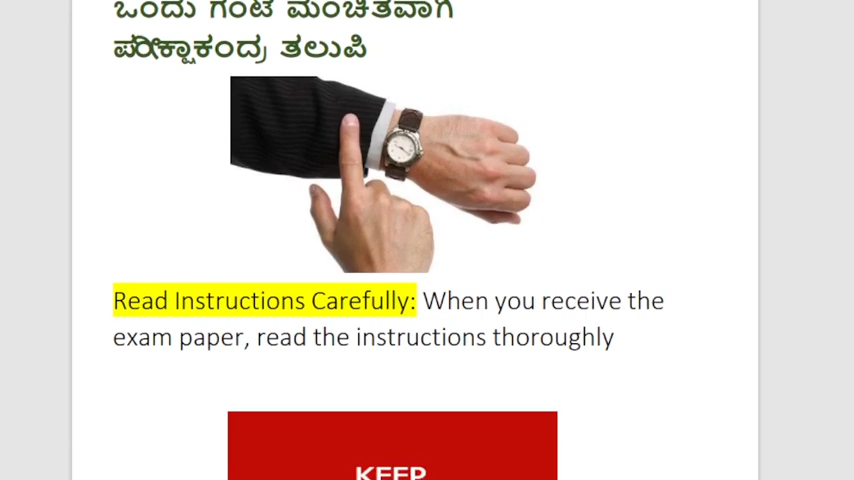 ಒಂದು ಗಂಟೆ ಮಂಚಿತವಾಗಿ
ಪರೀಕ್ಷಾಕಂದ್ರ ತಲುಪಿ
Read Instructions Carefully: When you receive the
exam paper, read the instructions thoroughly
KEEP